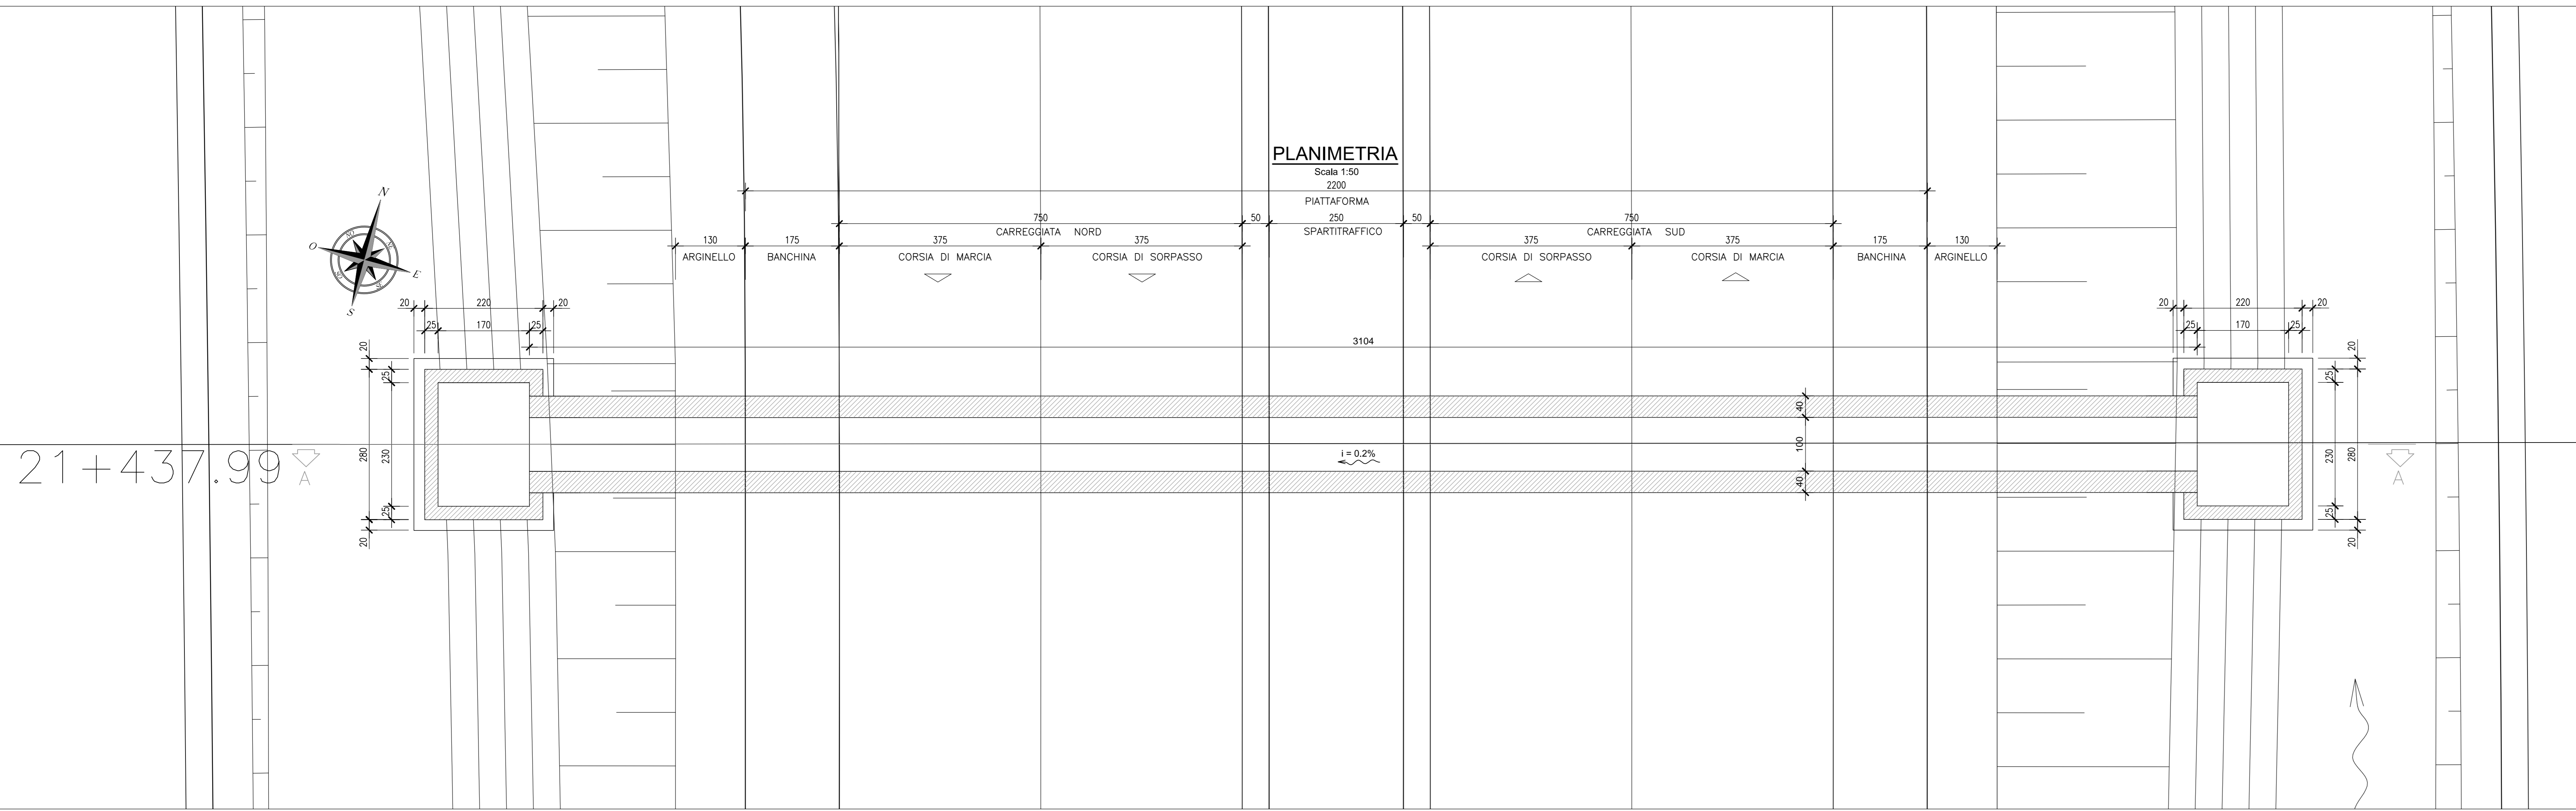 PLANIMETRIA
Scala 1:50
2200
PIATTAFORMA
750 50 250 50 750
CARREGGIATA NORD SPARTITRAFFICO CARREGGIATA SUD
130 175 375 375 375 375 175 130
ARGINELLO BANCHINA CORSIA DI MARCIA CORSIA DI SORPASSO CORSIA DI SORPASSO CORSIA DI MARCIA BANCHINA ARGINELLO
N
O
E
S
20 220 20
25 170 25
20 220 20
25 170 25
3104
20
25
280
230
25
20
40
100
40
i = 0.2%
20
25
230
280
25
20
21+437.99
A
A